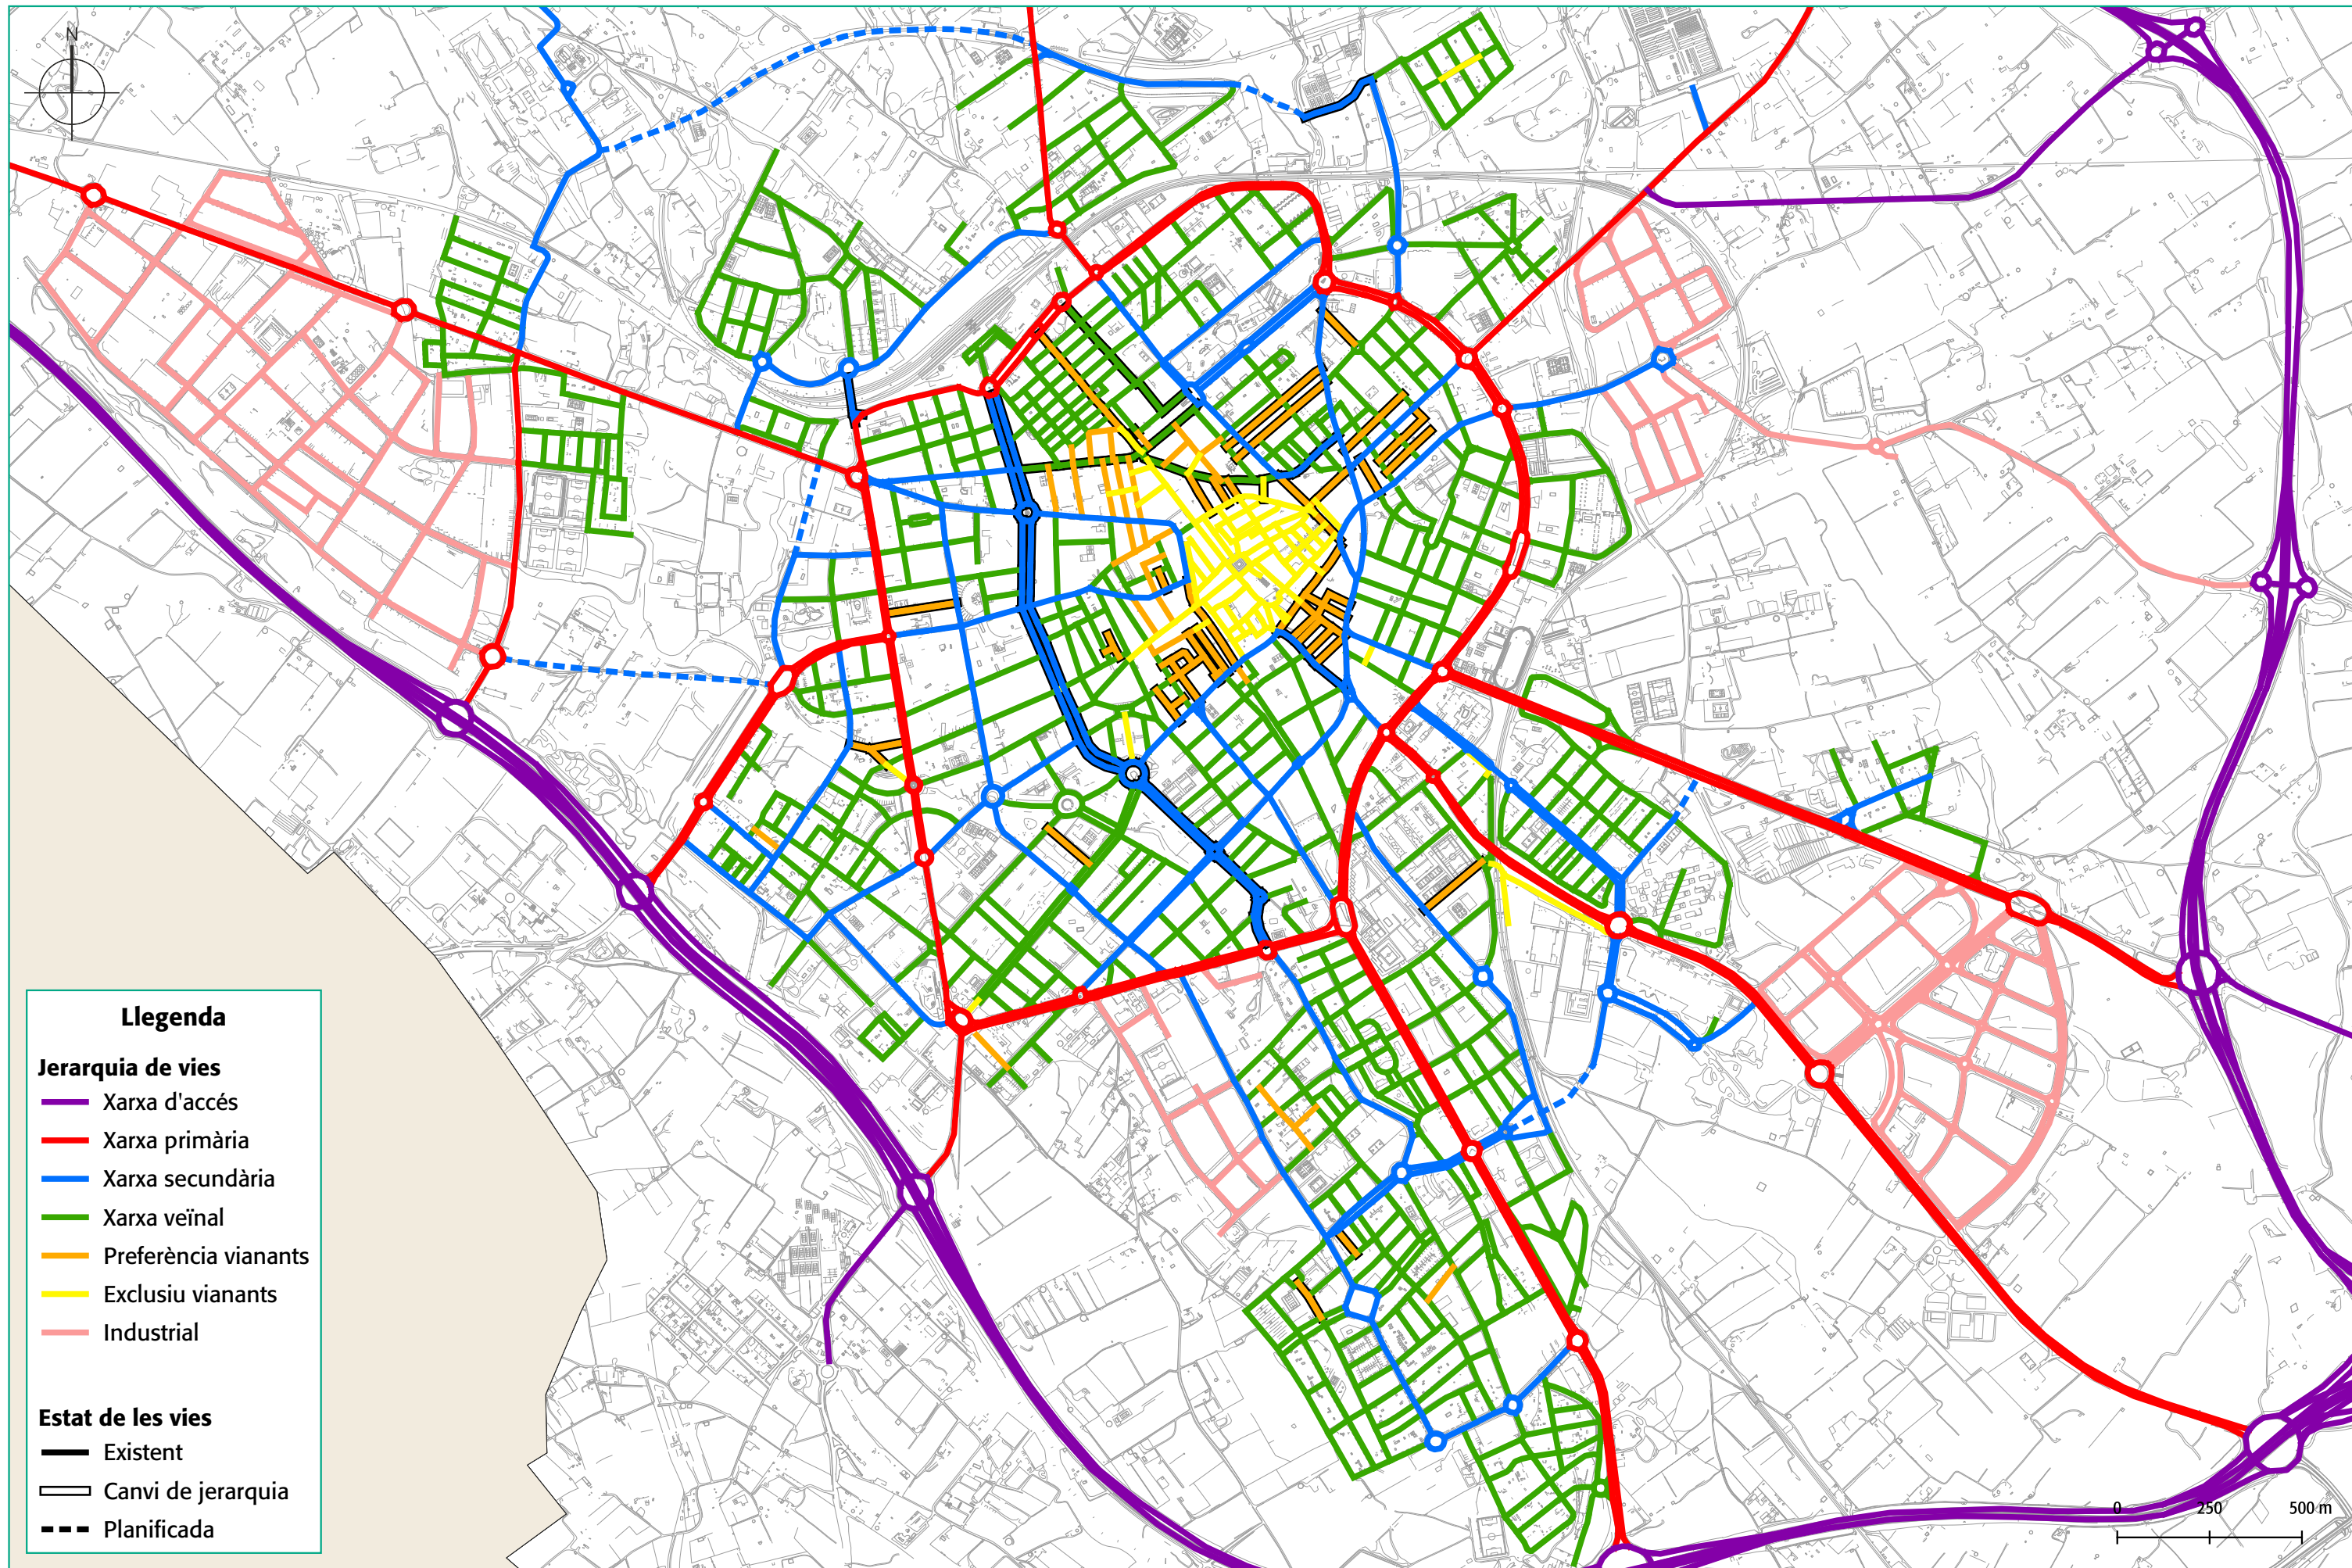 N
Llegenda
Jerarquia de vies
Xarxa d'accés
Xarxa primària
Xarxa secundària
Xarxa veïnal
Preferència vianants
Exclusiu vianants
Industrial
Estat de les vies
Existent
Canvi de jerarquia
Planificada
0 250 500 m